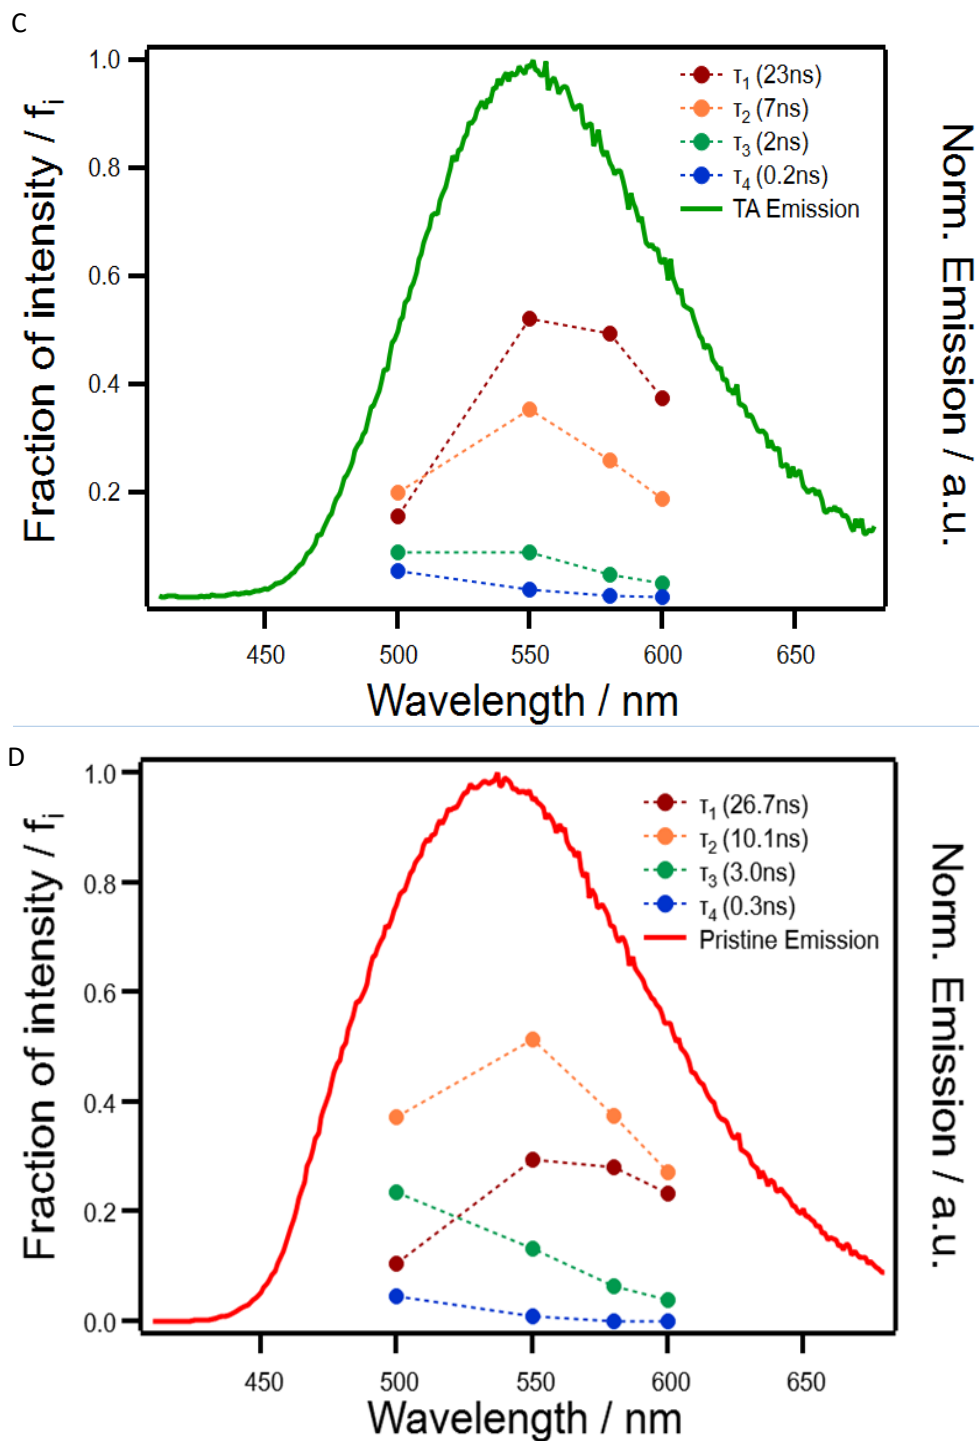 C
Fraction of intensity / fᵢ
1.0
0.8
0.6
0.4
0.2
τ₁ (23ns)
τ₂ (7ns)
τ₃ (2ns)
τ₄ (0.2ns)
TA Emission
Norm. Emission / a.u.
450 500 550 600 650
Wavelength / nm
D
Fraction of intensity / fᵢ
1.0
0.8
0.6
0.4
0.2
0.0
τ₁ (26.7ns)
τ₂ (10.1ns)
τ₃ (3.0ns)
τ₄ (0.3ns)
Pristine Emission
Norm. Emission / a.u.
450 500 550 600 650
Wavelength / nm